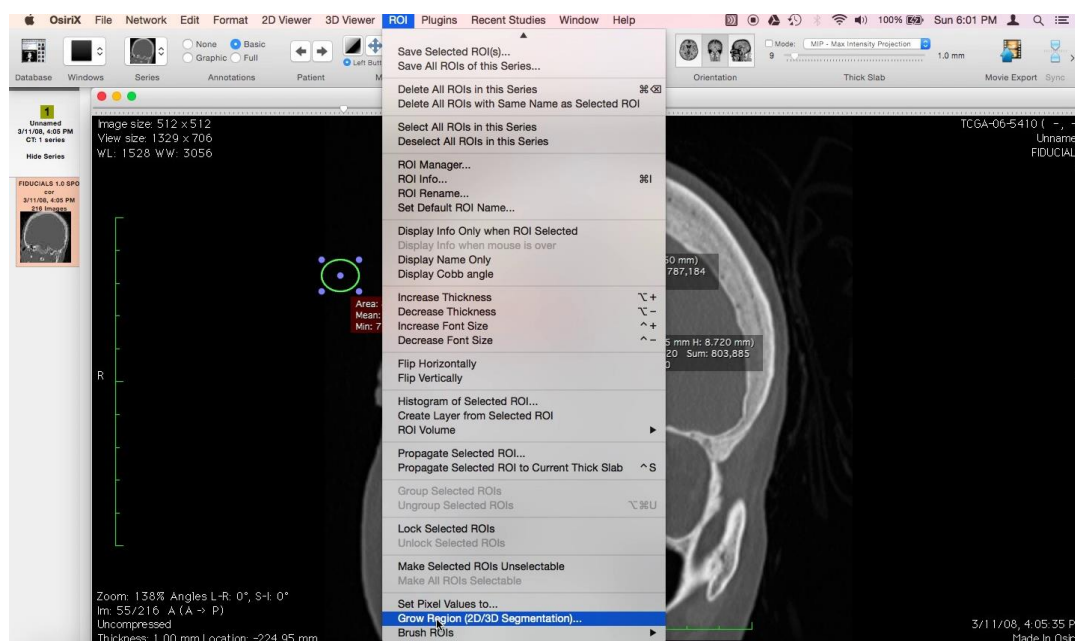 OsiriX File Network Edit Format 2D Viewer 3D Viewer ROI Plugins Recent Studies Window Help 100% Sun 6:01 PM
None Basic
Graphic Full
Left Butt
Mode: MIP - Max Intensity Projection
9 1.0 mm
Database Windows Series Annotations Patient M Orientation Thick Slab Movie Export Sync
1
Unnamed
3/11/08, 4:05 PM
CT: 1 series
Hide Series
FIDUCIALS 1.0 SPO
cor
3/11/08, 4:05 PM
216 Images
Image size: 512 x 512
View size: 1329 x 706
WL: 1528 WW: 3056
R
Area:
Mean:
Min: 7
Zoom: 138% Angles L-R: 0°, S-I: 0°
Im: 55/216 A (A -> P)
Uncompressed
Thickness: 1.00 mm Location: -224.95 mm
Save Selected ROI(s)...
Save All ROIs of this Series...
Delete All ROIs in this Series ⌘⌫
Delete All ROIs with Same Name as Selected ROI
Select All ROIs in this Series
Deselect All ROIs in this Series
ROI Manager...
ROI Info... ⌘I
ROI Rename...
Set Default ROI Name...
Display Info Only when ROI Selected
Display Info when mouse is over
Display Name Only
Display Cobb angle
Increase Thickness ⌥+
Decrease Thickness ⌥-
Increase Font Size ^+
Decrease Font Size ^-
Flip Horizontally
Flip Vertically
Histogram of Selected ROI...
Create Layer from Selected ROI
ROI Volume
Propagate Selected ROI...
Propagate Selected ROI to Current Thick Slab ^S
Group Selected ROIs
Ungroup Selected ROIs ⌥⌘U
Lock Selected ROIs
Unlock Selected ROIs
Make Selected ROIs Unselectable
Make All ROIs Selectable
Set Pixel Values to...
Grow Region (2D/3D Segmentation)...
Brush ROIs
TCGA-06-5410 ( -, -
Unname
FIDUCIAL
50 mm)
787,184
5 mm H: 8.720 mm)
20 Sum: 803,885
0
3/11/08, 4:05:35 P
Made In Osir